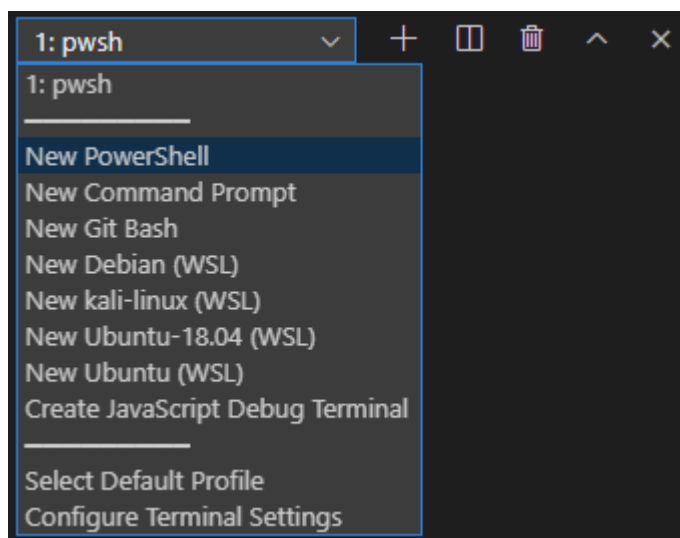 1: pwsh
1: pwsh
New PowerShell
New Command Prompt
New Git Bash
New Debian (WSL)
New kali-linux (WSL)
New Ubuntu-18.04 (WSL)
New Ubuntu (WSL)
Create JavaScript Debug Terminal
Select Default Profile
Configure Terminal Settings